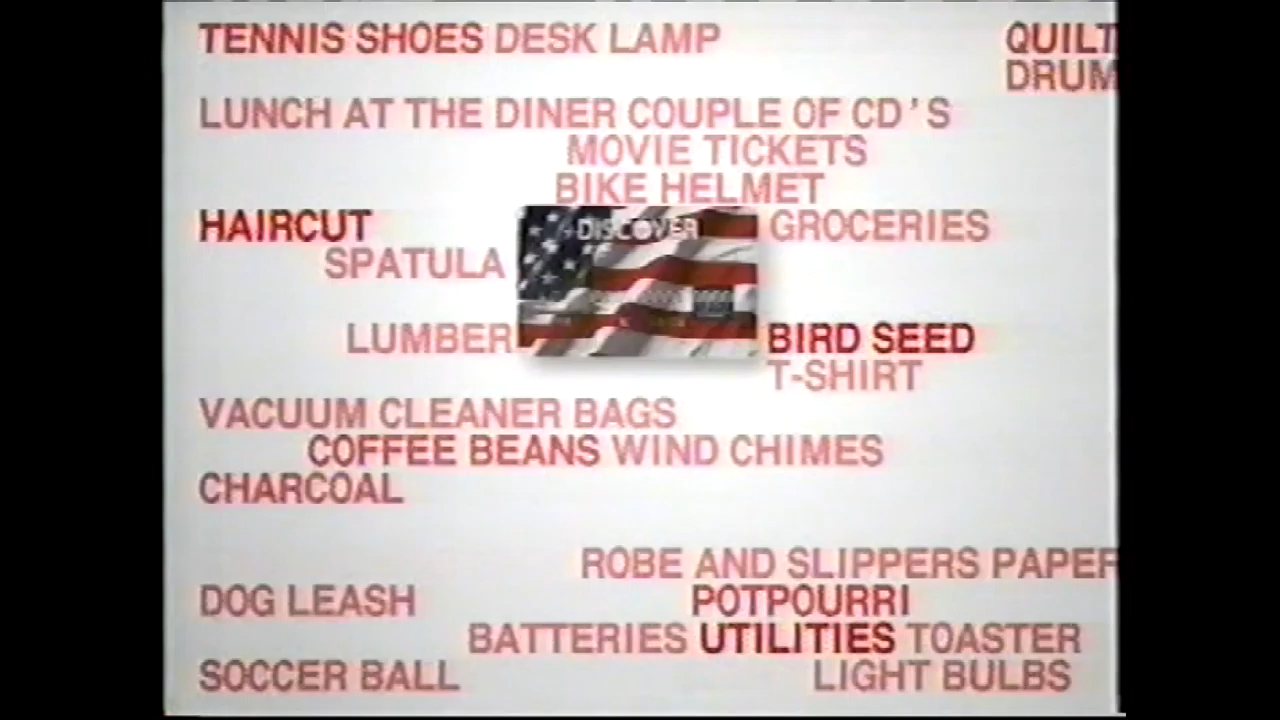 TENNIS SHOES DESK LAMP QUILT
DRUM
LUNCH AT THE DINER COUPLE OF CD'S
MOVIE TICKETS
BIKE HELMET
HAIRCUT DISCOVER GROCERIES
SPATULA
LUMBER BIRD SEED
T-SHIRT
VACUUM CLEANER BAGS
COFFEE BEANS WIND CHIMES
CHARCOAL
ROBE AND SLIPPERS PAPER
DOG LEASH POTPOURRI
BATTERIES UTILITIES TOASTER
SOCCER BALL LIGHT BULBS